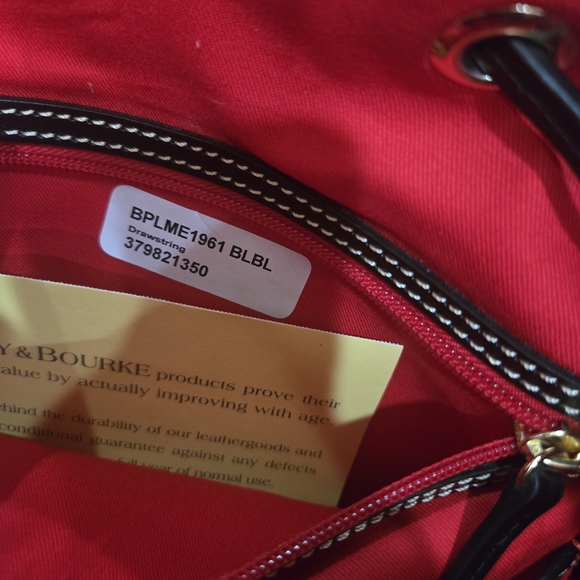 BPLME1961 BLBL
Drawstring
379821350
Y & BOURKE products prove their
value by actually improving with age.
behind the durability of our leathergoods and
conditional guarantee against any defects
full year of normal use.